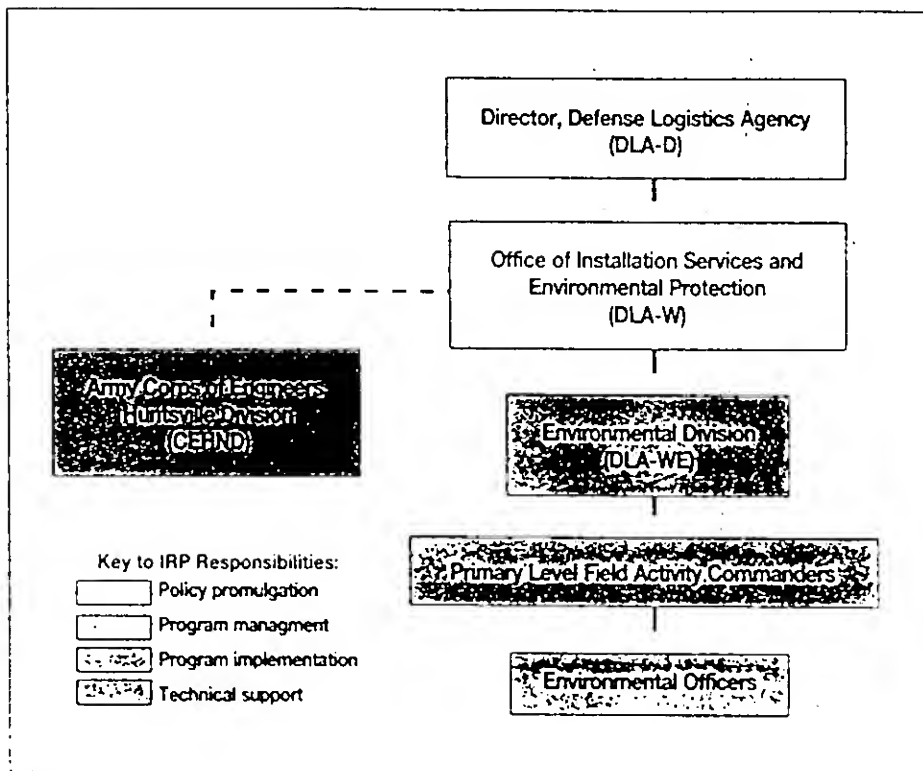 Director, Defense Logistics Agency
(DLA-D)
Office of Installation Services and
Environmental Protection
(DLA-W)
Army Corps of Engineers
Huntsville Division
(CEHND)
Environmental Division
(DLA-WE)
Primary Level Field Activity Commanders
Environmental Officers
Key to IRP Responsibilities:
Policy promulgation
Program managment
Program implementation
Technical support